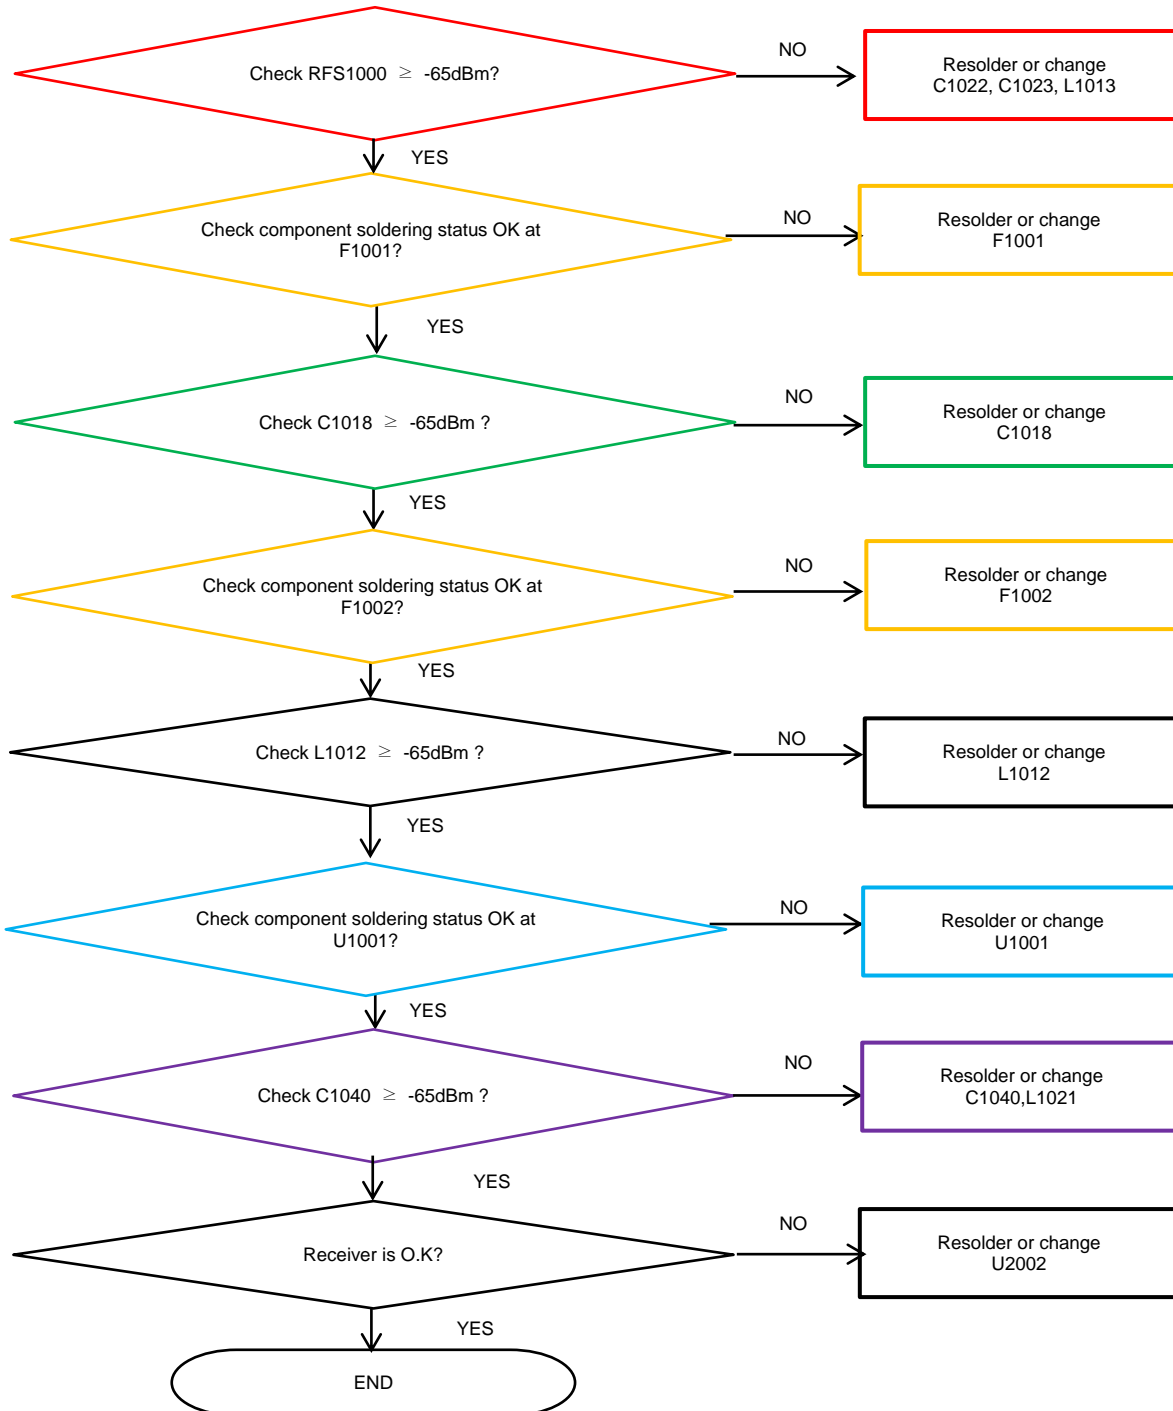 Check RFS1000 ≥ -65dBm?
NO
Resolder or change
C1022, C1023, L1013
YES
Check component soldering status OK at
F1001?
NO
Resolder or change
F1001
YES
Check C1018 ≥ -65dBm ?
NO
Resolder or change
C1018
YES
Check component soldering status OK at
F1002?
NO
Resolder or change
F1002
YES
Check L1012 ≥ -65dBm ?
NO
Resolder or change
L1012
YES
Check component soldering status OK at
U1001?
NO
Resolder or change
U1001
YES
Check C1040 ≥ -65dBm ?
NO
Resolder or change
C1040,L1021
YES
Receiver is O.K?
NO
Resolder or change
U2002
YES
END